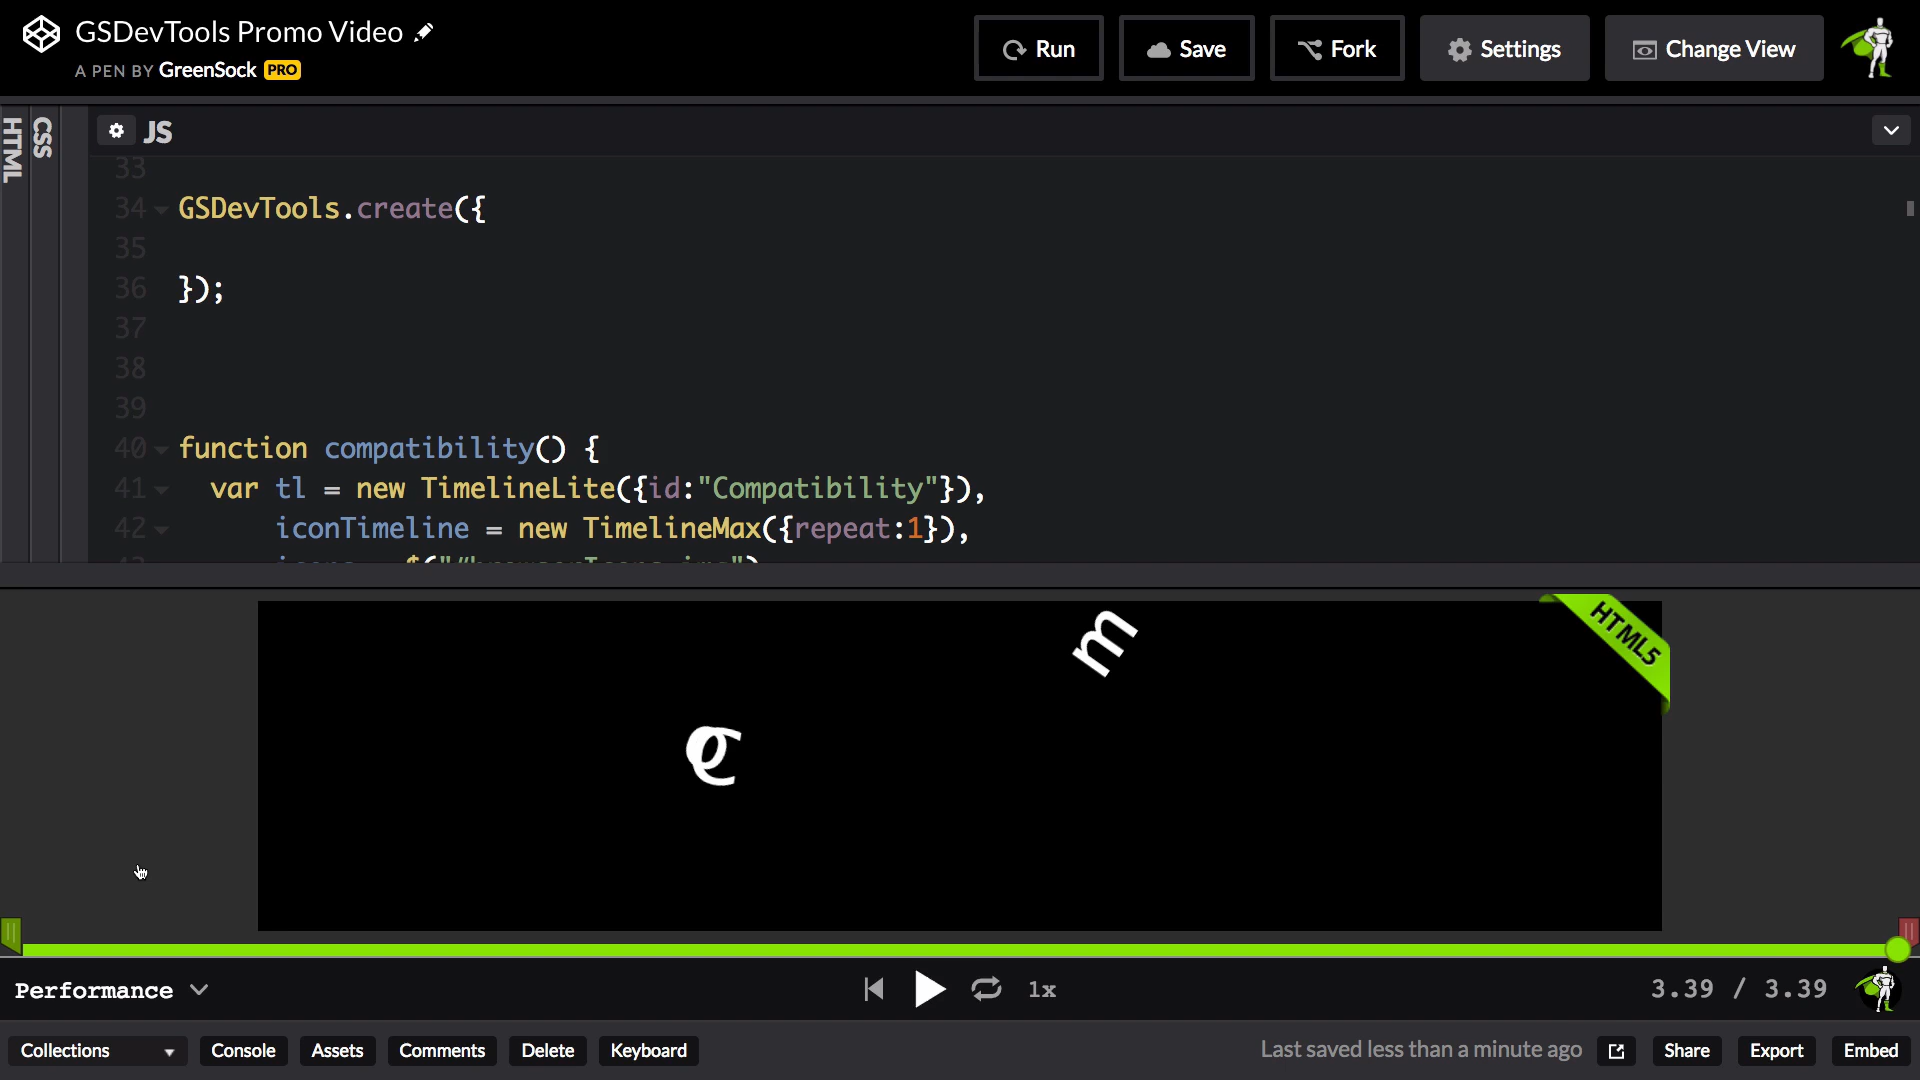 GSDevTools Promo Video
A PEN BY GreenSock PRO
Run
Save
Fork
Settings
Change View
HTML
CSS
JS
33
34 GSDevTools.create({
35
36 });
37
38
39
40 function compatibility() {
41 var tl = new TimelineLite({id:"Compatibility"}),
42 iconTimeline = new TimelineMax({repeat:1}),
m
HTML5
Performance
1x
3.39 / 3.39
Collections
Console
Assets
Comments
Delete
Keyboard
Last saved less than a minute ago
Share
Export
Embed